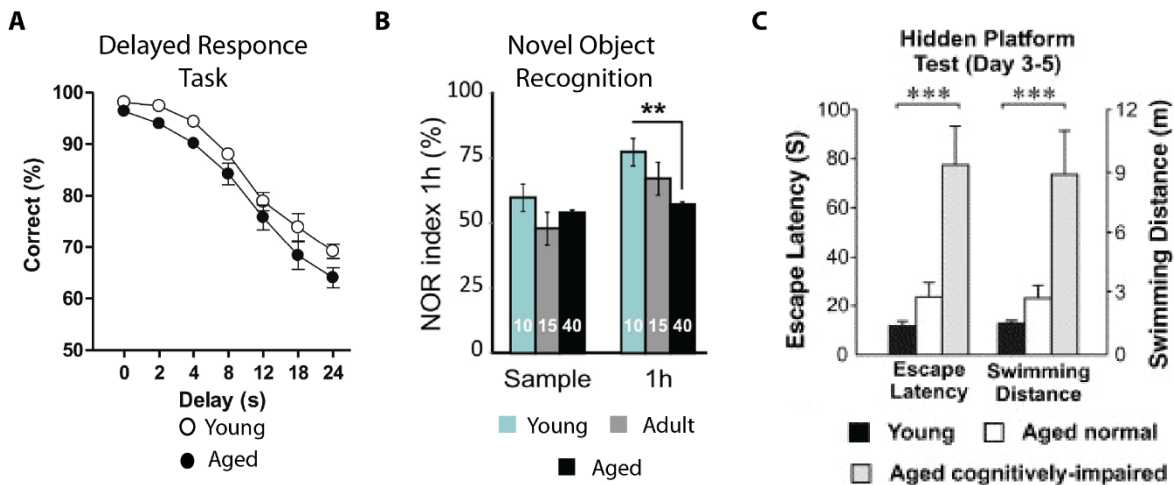 A
Delayed Responce
Task
100
90
80
70
60
50
Correct (%)
0 2 4 8 12 18 24
Delay (s)
Young
Aged
B
Novel Object
Recognition
100
75
50
25
0
NOR index 1h (%)
**
10 15 40
10 15 40
Sample 1h
Young Adult
Aged
C
Hidden Platform
Test (Day 3-5)
*** ***
100
80
60
40
20
0
Escape Latency (S)
12
9
6
3
0
Swimming Distance (m)
Escape Swimming
Latency Distance
Young Aged normal
Aged cognitively-impaired